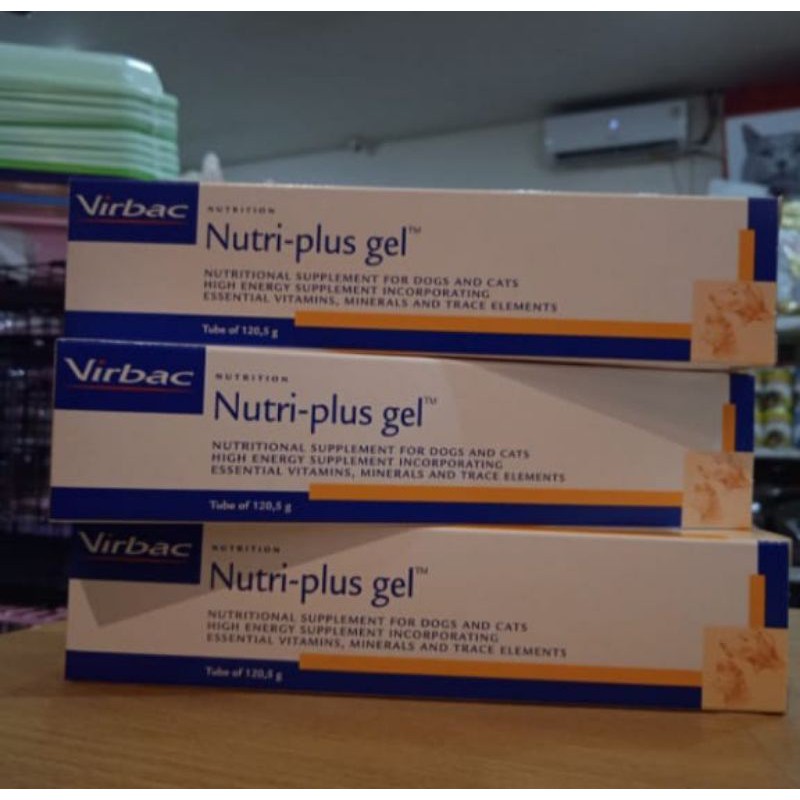 Virbac
NUTRITION
Nutri-plus gel™
NUTRITIONAL SUPPLEMENT FOR DOGS AND CATS
HIGH ENERGY SUPPLEMENT INCORPORATING
ESSENTIAL VITAMINS, MINERALS AND TRACE ELEMENTS
Tube of 120,5 g
Virbac
NUTRITION
Nutri-plus gel™
NUTRITIONAL SUPPLEMENT FOR DOGS AND CATS
HIGH ENERGY SUPPLEMENT INCORPORATING
ESSENTIAL VITAMINS, MINERALS AND TRACE ELEMENTS
Tube of 120,5 g
Virbac
NUTRITION
Nutri-plus gel™
NUTRITIONAL SUPPLEMENT FOR DOGS AND CATS
HIGH ENERGY SUPPLEMENT INCORPORATING
ESSENTIAL VITAMINS, MINERALS AND TRACE ELEMENTS
Tube of 120,5 g